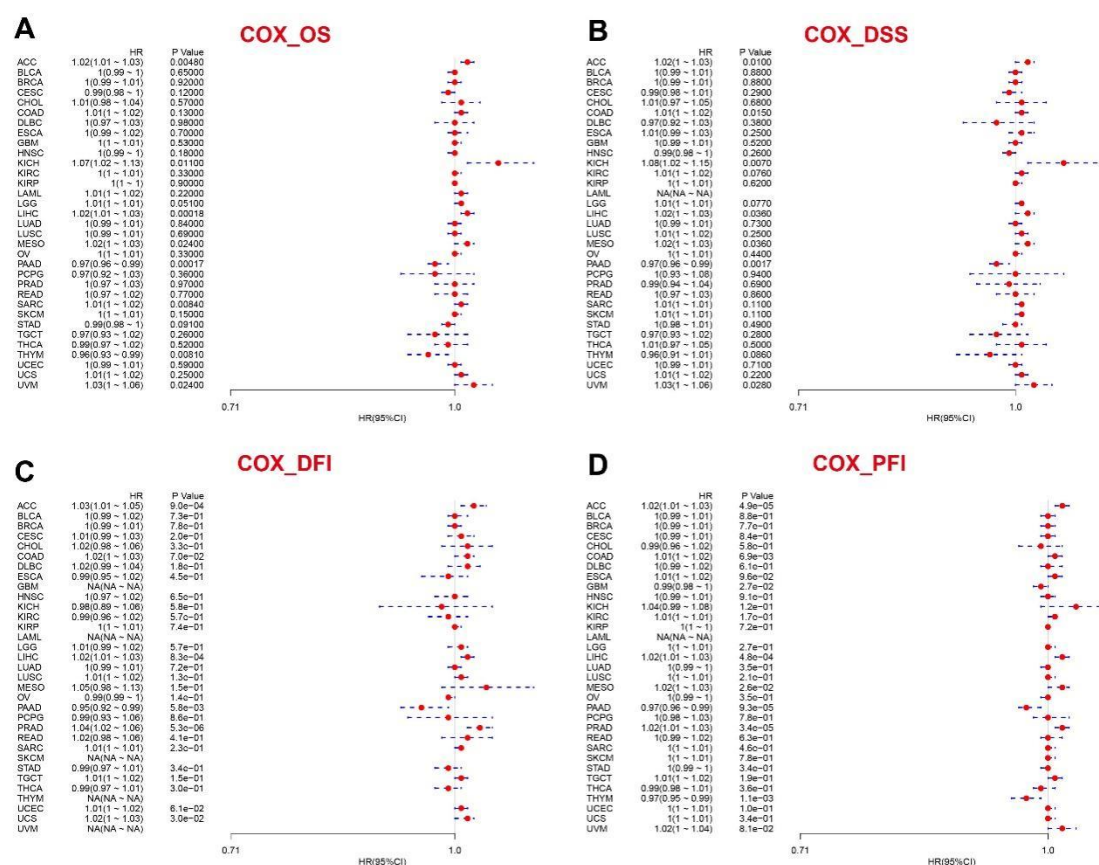 A
COX_OS
HR P Value
ACC 1.02(1.01 ~ 1.03) 0.00480
BLCA 1(0.99 ~ 1) 0.65000
BRCA 1(0.99 ~ 1.01) 0.92000
CESC 0.99(0.98 ~ 1) 0.12000
CHOL 1.01(0.98 ~ 1.04) 0.57000
COAD 1.01(1 ~ 1.02) 0.13000
DLBC 1(0.97 ~ 1.03) 0.98000
ESCA 1(0.99 ~ 1.02) 0.70000
GBM 1(1 ~ 1.01) 0.53000
HNSC 1(0.99 ~ 1) 0.18000
KICH 1.07(1.02 ~ 1.13) 0.01100
KIRC 1(1 ~ 1.01) 0.33000
KIRP 1(1 ~ 1) 0.90000
LAML 1.01(1 ~ 1.02) 0.22000
LGG 1.01(1 ~ 1.01) 0.05100
LIHC 1.02(1.01 ~ 1.03) 0.00018
LUAD 1(0.99 ~ 1.01) 0.84000
LUSC 1(0.99 ~ 1.01) 0.69000
MESO 1.02(1 ~ 1.03) 0.02400
OV 1(1 ~ 1.01) 0.33000
PAAD 0.97(0.96 ~ 0.99) 0.00017
PCPG 0.97(0.92 ~ 1.03) 0.36000
PRAD 1(0.97 ~ 1.03) 0.97000
READ 1(0.97 ~ 1.02) 0.77000
SARC 1.01(1 ~ 1.02) 0.00840
SKCM 1(1 ~ 1.01) 0.15000
STAD 0.99(0.98 ~ 1) 0.09100
TGCT 0.97(0.93 ~ 1.02) 0.26000
THCA 0.99(0.97 ~ 1.02) 0.52000
THYM 0.96(0.93 ~ 0.99) 0.00810
UCEC 1(0.99 ~ 1.01) 0.59000
UCS 1.01(1 ~ 1.02) 0.25000
UVM 1.03(1 ~ 1.06) 0.02400
0.71 1.0
HR(95%CI)
B
COX_DSS
HR P Value
ACC 1.02(1 ~ 1.03) 0.0100
BLCA 1(0.99 ~ 1.01) 0.8800
BRCA 1(0.99 ~ 1.01) 0.8800
CESC 0.99(0.98 ~ 1.01) 0.2900
CHOL 1.01(0.97 ~ 1.05) 0.6800
COAD 1.01(1 ~ 1.02) 0.0150
DLBC 0.97(0.92 ~ 1.03) 0.3800
ESCA 1.01(0.99 ~ 1.03) 0.2500
GBM 1(0.99 ~ 1.01) 0.5200
HNSC 0.99(0.98 ~ 1) 0.2600
KICH 1.08(1.02 ~ 1.15) 0.0070
KIRC 1.01(1 ~ 1.02) 0.0760
KIRP 1(1 ~ 1.01) 0.6200
LAML NA(NA ~ NA)
LGG 1.01(1 ~ 1.01) 0.0770
LIHC 1.02(1 ~ 1.03) 0.0360
LUAD 1(0.99 ~ 1.01) 0.7300
LUSC 1.01(1 ~ 1.02) 0.2500
MESO 1.02(1 ~ 1.03) 0.0360
OV 1(1 ~ 1.01) 0.4400
PAAD 0.97(0.96 ~ 0.99) 0.0017
PCPG 1(0.93 ~ 1.08) 0.9400
PRAD 0.99(0.94 ~ 1.04) 0.6900
READ 1(0.97 ~ 1.03) 0.8600
SARC 1.01(1 ~ 1.01) 0.1100
SKCM 1.01(1 ~ 1.01) 0.1100
STAD 1(0.98 ~ 1.01) 0.4900
TGCT 0.97(0.93 ~ 1.02) 0.2800
THCA 1.01(0.97 ~ 1.05) 0.5000
THYM 0.96(0.91 ~ 1.01) 0.0860
UCEC 1(0.99 ~ 1.01) 0.7100
UCS 1.01(1 ~ 1.02) 0.2200
UVM 1.03(1 ~ 1.06) 0.0280
0.71 1.0
HR(95%CI)
C
COX_DFI
HR P Value
ACC 1.03(1.01 ~ 1.05) 9.0e-04
BLCA 1(0.99 ~ 1.02) 7.3e-01
BRCA 1(0.99 ~ 1.01) 7.8e-01
CESC 1.01(0.99 ~ 1.03) 2.0e-01
CHOL 1.02(0.98 ~ 1.06) 3.3e-01
COAD 1.02(1 ~ 1.03) 7.0e-02
DLBC 1.02(0.99 ~ 1.04) 1.8e-01
ESCA 0.99(0.95 ~ 1.02) 4.5e-01
GBM NA(NA ~ NA)
HNSC 1(0.97 ~ 1.02) 6.5e-01
KICH 0.98(0.89 ~ 1.06) 5.8e-01
KIRC 0.99(0.96 ~ 1.02) 5.7e-01
KIRP 1(1 ~ 1.01) 7.4e-01
LAML NA(NA ~ NA)
LGG 1.01(0.99 ~ 1.02) 5.7e-01
LIHC 1.02(1.01 ~ 1.03) 8.3e-04
LUAD 1(0.99 ~ 1.01) 7.2e-01
LUSC 1.01(1 ~ 1.02) 1.3e-01
MESO 1.05(0.98 ~ 1.13) 1.5e-01
OV 0.99(0.99 ~ 1) 1.4e-01
PAAD 0.95(0.92 ~ 0.99) 5.8e-03
PCPG 0.99(0.93 ~ 1.06) 8.6e-01
PRAD 1.04(1.02 ~ 1.06) 5.3e-06
READ 1.02(0.98 ~ 1.06) 4.1e-01
SARC 1.01(1 ~ 1.01) 2.3e-01
SKCM NA(NA ~ NA)
STAD 0.99(0.97 ~ 1.01) 3.4e-01
TGCT 1.01(1 ~ 1.02) 1.5e-01
THCA 0.99(0.97 ~ 1.01) 3.0e-01
THYM NA(NA ~ NA)
UCEC 1.01(1 ~ 1.02) 6.1e-02
UCS 1.02(1 ~ 1.03) 3.0e-02
UVM NA(NA ~ NA)
0.71 1.0
HR(95%CI)
D
COX_PFI
HR P Value
ACC 1.02(1.01 ~ 1.03) 4.9e-05
BLCA 1(0.99 ~ 1.01) 8.8e-01
BRCA 1(0.99 ~ 1.01) 7.7e-01
CESC 1(0.99 ~ 1.01) 8.4e-01
CHOL 0.99(0.96 ~ 1.02) 5.8e-01
COAD 1.01(1 ~ 1.02) 6.9e-03
DLBC 1(0.99 ~ 1.02) 6.1e-01
ESCA 1.01(1 ~ 1.02) 9.6e-02
GBM 0.99(0.98 ~ 1) 2.7e-02
HNSC 1(0.99 ~ 1.01) 9.1e-01
KICH 1.04(0.99 ~ 1.08) 1.2e-01
KIRC 1.01(1 ~ 1.01) 1.7e-01
KIRP 1(1 ~ 1) 7.2e-01
LAML NA(NA ~ NA)
LGG 1(1 ~ 1.01) 2.7e-01
LIHC 1.02(1.01 ~ 1.03) 4.8e-04
LUAD 1(0.99 ~ 1) 3.5e-01
LUSC 1(1 ~ 1.01) 2.1e-01
MESO 1.02(1 ~ 1.03) 2.6e-02
OV 1(0.99 ~ 1) 3.5e-01
PAAD 0.97(0.96 ~ 0.99) 9.3e-05
PCPG 1(0.98 ~ 1.03) 7.8e-01
PRAD 1.02(1.01 ~ 1.03) 3.4e-05
READ 1(0.99 ~ 1.02) 6.3e-01
SARC 1(1 ~ 1.01) 4.6e-01
SKCM 1(1 ~ 1.01) 7.8e-01
STAD 1(0.99 ~ 1) 3.4e-01
TGCT 1.01(1 ~ 1.02) 1.9e-01
THCA 0.99(0.98 ~ 1.01) 3.6e-01
THYM 0.97(0.95 ~ 0.99) 1.1e-03
UCEC 1(1 ~ 1.01) 1.0e-01
UCS 1(1 ~ 1.01) 3.4e-01
UVM 1.02(1 ~ 1.04) 8.1e-02
0.71 1.0
HR(95%CI)